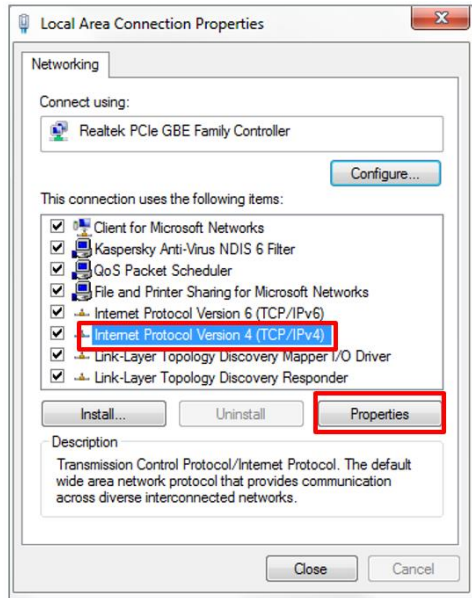 Local Area Connection Properties
Networking
Connect using:
Realtek PCIe GBE Family Controller
Configure...
This connection uses the following items:
Client for Microsoft Networks
Kaspersky Anti-Virus NDIS 6 Filter
QoS Packet Scheduler
File and Printer Sharing for Microsoft Networks
Internet Protocol Version 6 (TCP/IPv6)
Internet Protocol Version 4 (TCP/IPv4)
Link-Layer Topology Discovery Mapper I/O Driver
Link-Layer Topology Discovery Responder
Install... Uninstall Properties
Description
Transmission Control Protocol/Internet Protocol. The default
wide area network protocol that provides communication
across diverse interconnected networks.
Close Cancel